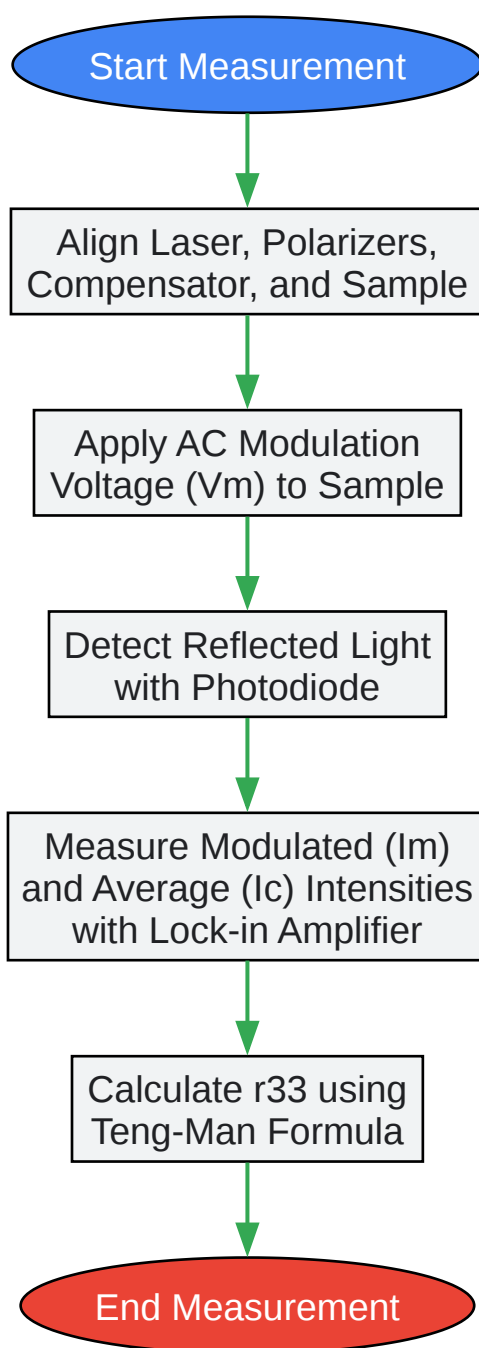 Start Measurement
Align Laser, Polarizers,
Compensator, and Sample
Apply AC Modulation
Voltage (Vm) to Sample
Detect Reflected Light
with Photodiode
Measure Modulated (Im)
and Average (Ic) Intensities
with Lock-in Amplifier
Calculate r33 using
Teng-Man Formula
End Measurement